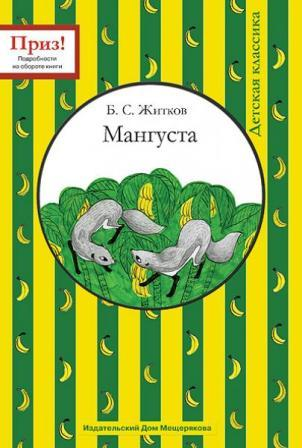 Приз!
Подробности
на обороте книги
Детская классика
Б. С. Житков
Мангуста
Издательский Дом Мещерякова